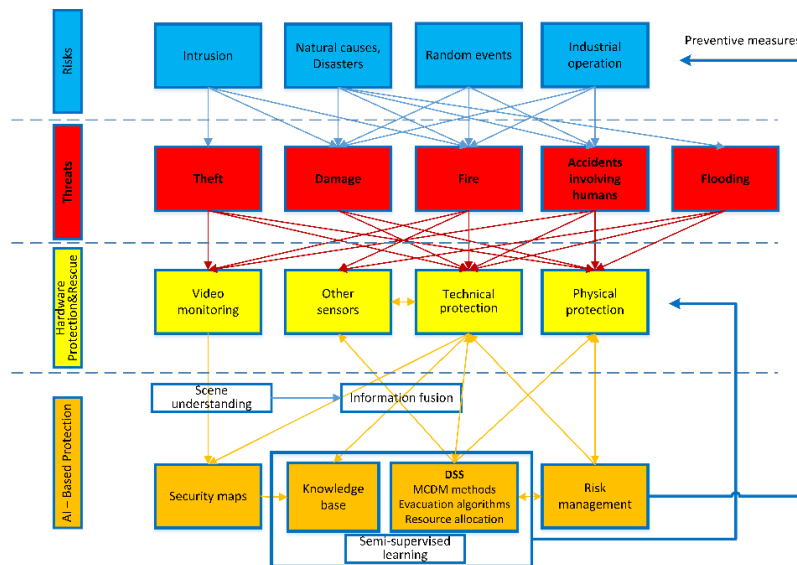 Risks
Intrusion
Natural causes,
Disasters
Random events
Industrial
operation
Preventive measures
Threats
Theft
Damage
Fire
Accidents
involving
humans
Flooding
Hardware
Protection&Rescue
Video
monitoring
Other
sensors
Technical
protection
Physical
protection
AI – Based Protection
Scene
understanding
Information fusion
Security maps
Knowledge
base
DSS
MCDM methods
Evacuation algorithms
Resource allocation
Risk
management
Semi-supervised
learning